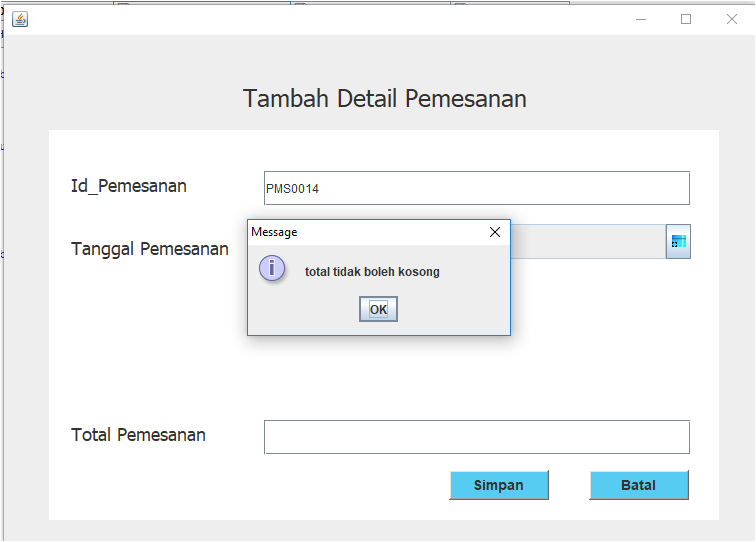 Tambah Detail Pemesanan
Id_Pemesanan
PMS0014
Tanggal Pemesanan
Message
total tidak boleh kosong
OK
Total Pemesanan
Simpan
Batal